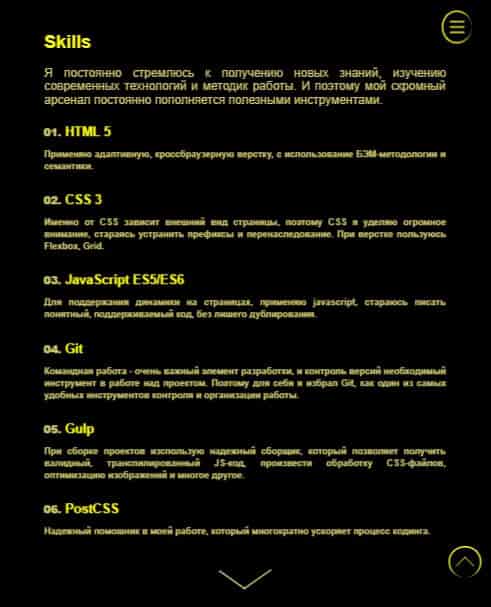 Skills
Я постоянно стремлюсь к получению новых знаний, изучению
современных технологий и методик работы. И поэтому мой скромный
арсенал постоянно пополняется полезными инструментами.
01. HTML 5
Применяю адаптивную, кроссбраузерную верстку, с использование БЭМ-методологии и
семантики.
02. CSS 3
Именно от CSS зависит внешний вид страницы, поэтому CSS я уделяю огромное
внимание, стараясь устранить префиксы и перенаследование. При верстке пользуюсь
Flexbox, Grid.
03. JavaScript ES5/ES6
Для поддержания динамики на страницах, применяю javascript, стараюсь писать
понятный, поддерживаемый код, без лишего дублирования.
04. Git
Командная работа - очень важный элемент разработки, и контроль версий необходимый
инструмент в работе над проектом. Поэтому для себя я избрал Git, как один из самых
удобных инструментов контроля и организации работы.
05. Gulp
При сборке проектов изспользую надежный сборщик, который позволяет получить
валидный, транспилированный JS-код, произвести обработку CSS-файлов,
оптимизацию изображений и многое другое.
06. PostCSS
Надежный помошник в моей работе, который многократно ускоряет процесс кодинга.